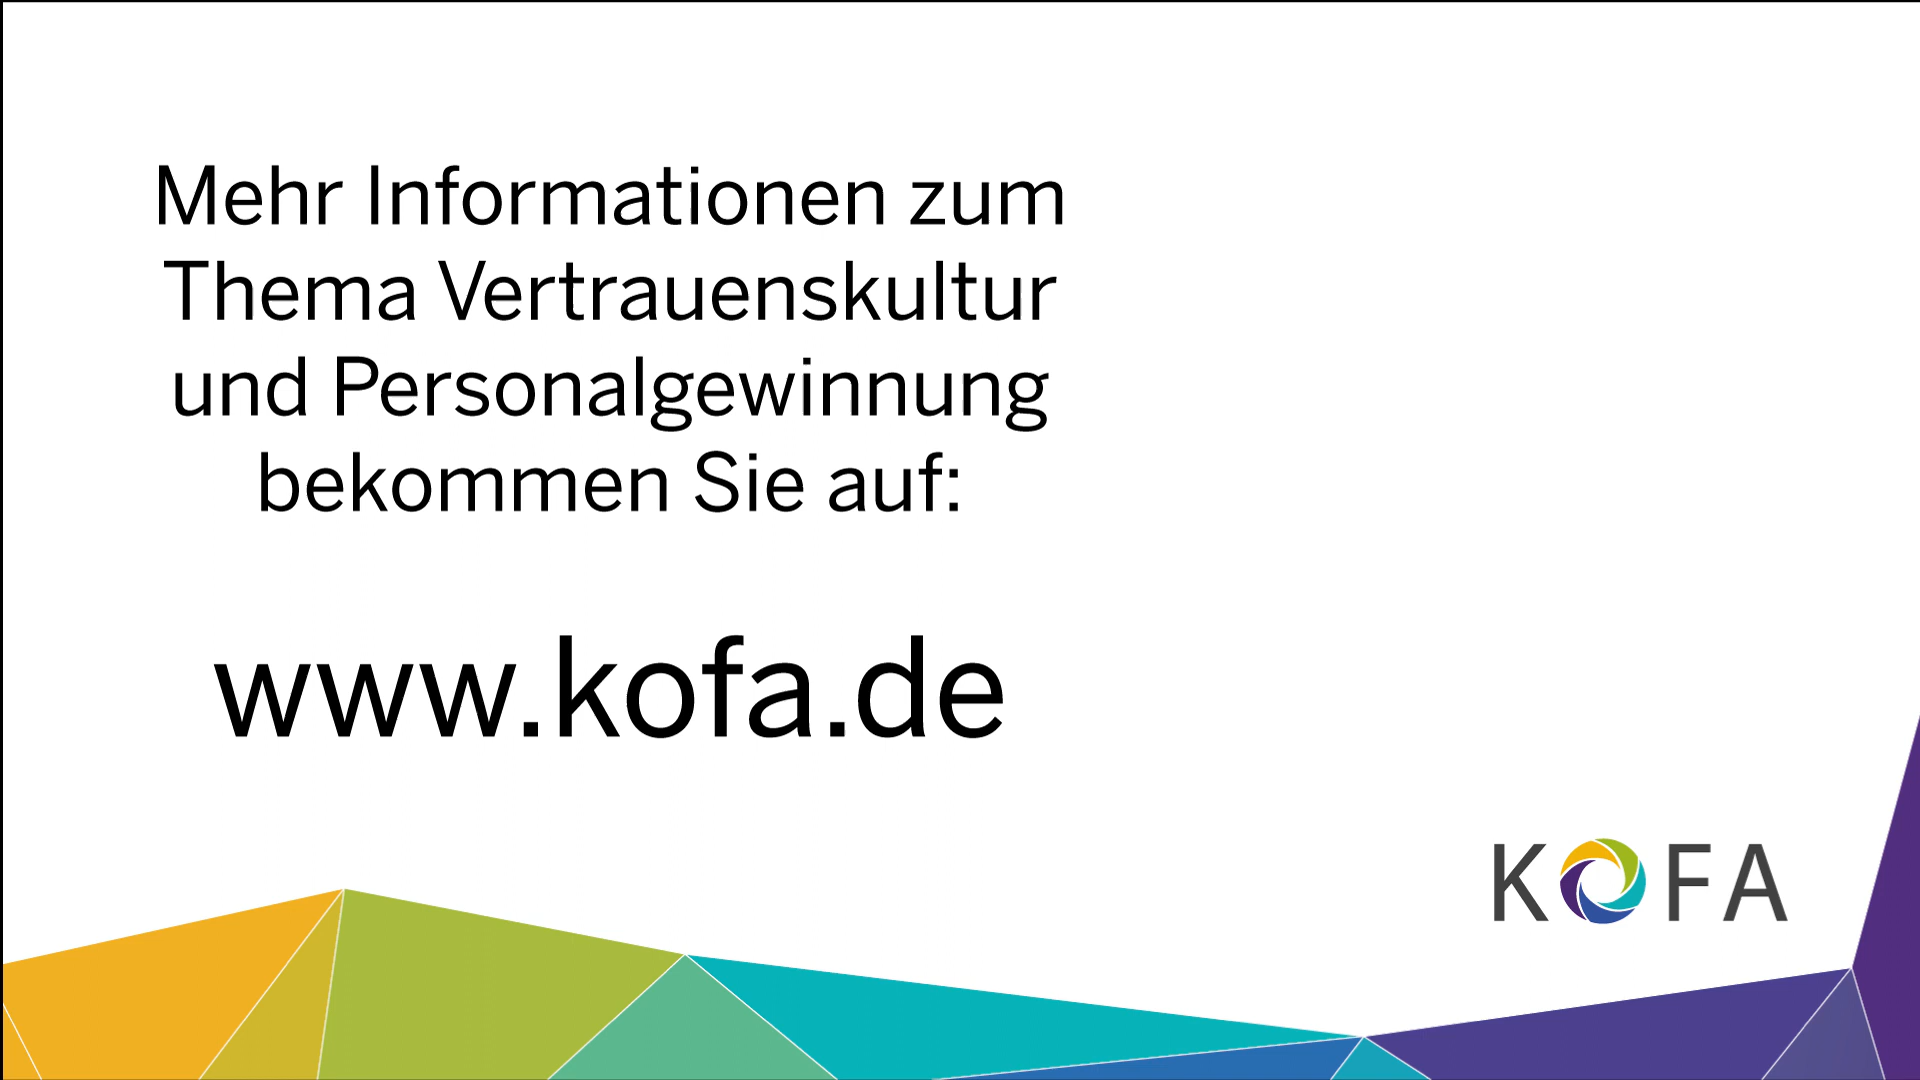 Mehr Informationen zum
Thema Vertrauenskultur
und Personalgewinnung
bekommen Sie auf:
www.kofa.de
KOFA